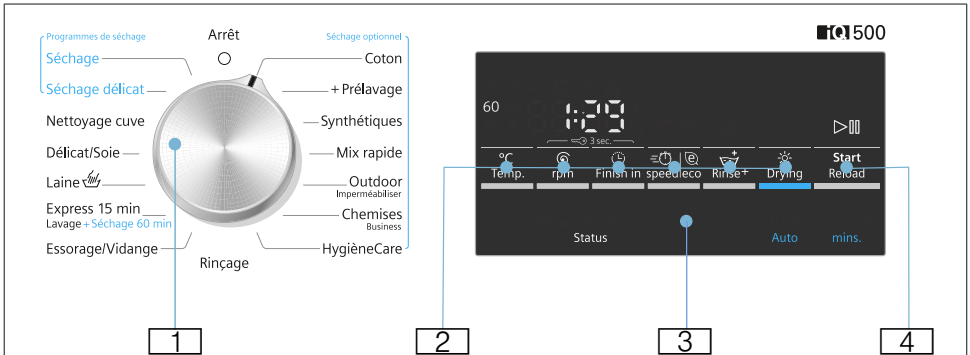 iQ 500
Programmes de séchage
Arrêt
Séchage optionnel
Séchage
Coton
Séchage délicat
+ Prélavage
Nettoyage cuve
Synthétiques
Délicat/Soie
Mix rapide
Laine
Outdoor
Imperméabiliser
Express 15 min
Lavage + Séchage 60 min
Chemises
Business
Essorage/Vidange
HygièneCare
Rinçage
60
1:29
3 sec.
°C
Temp.
rpm
Finish in
speed|eco
Rinse+
Drying
Start
Reload
Status
Auto
mins.
1
2
3
4